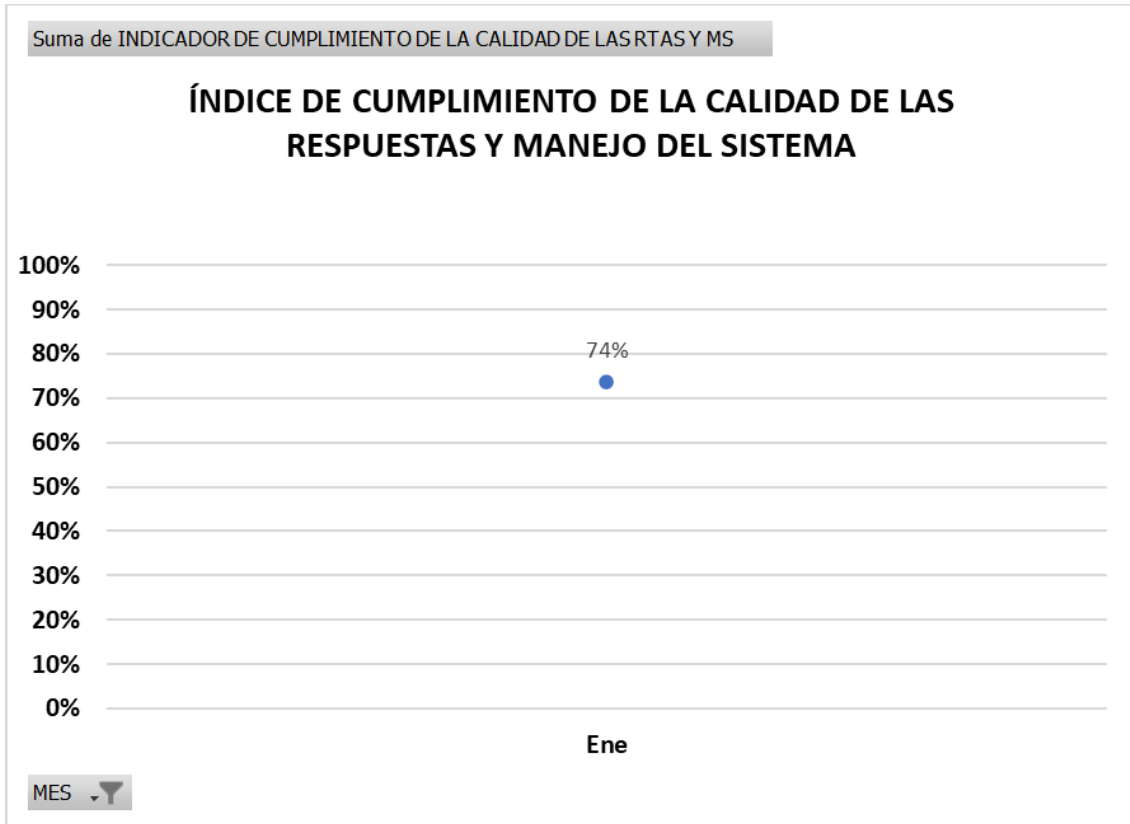 Suma de INDICADOR DE CUMPLIMIENTO DE LA CALIDAD DE LAS RTAS Y MS
ÍNDICE DE CUMPLIMIENTO DE LA CALIDAD DE LAS
RESPUESTAS Y MANEJO DEL SISTEMA
100%
90%
80%
74%
70%
60%
50%
40%
30%
20%
10%
0%
Ene
MES